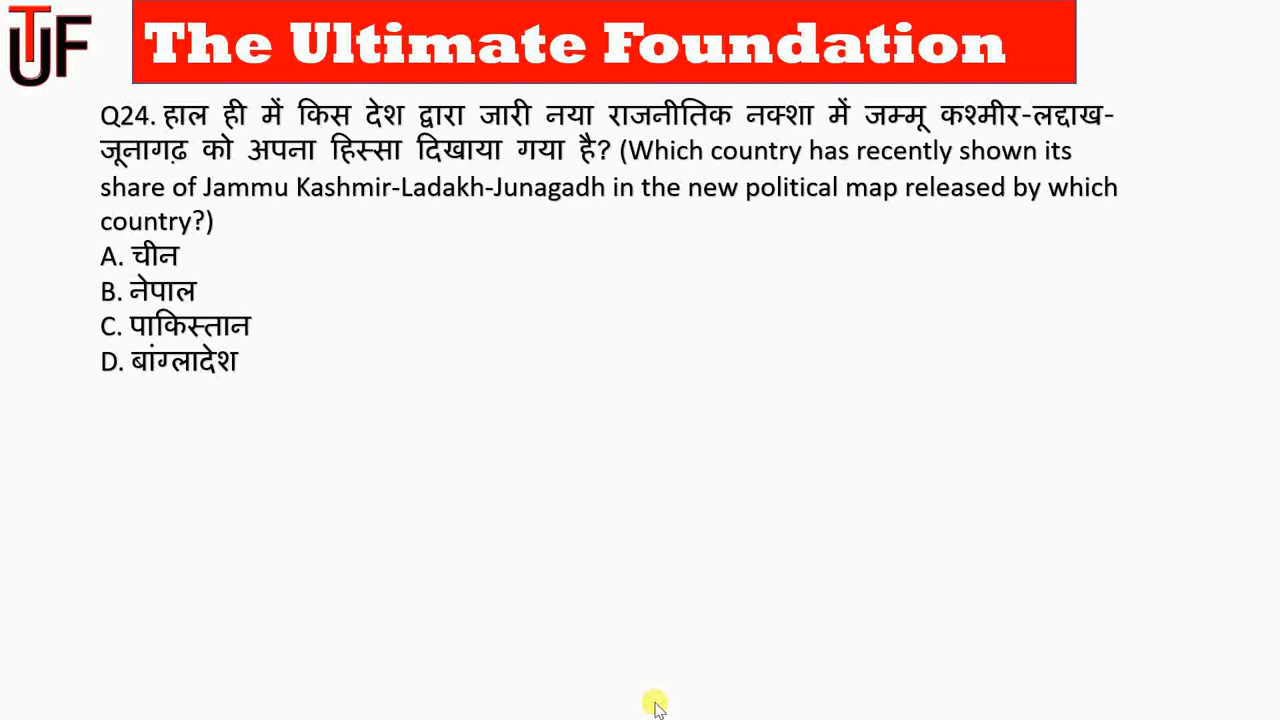 TUF
The Ultimate Foundation
Q24. हाल ही में किस देश द्वारा जारी नया राजनीतिक नक्शा में जम्मू कश्मीर-लद्दाख-
जूनागढ़ को अपना हिस्सा दिखाया गया है? (Which country has recently shown its
share of Jammu Kashmir-Ladakh-Junagadh in the new political map released by which
country?)
A. चीन
B. नेपाल
C. पाकिस्तान
D. बांग्लादेश